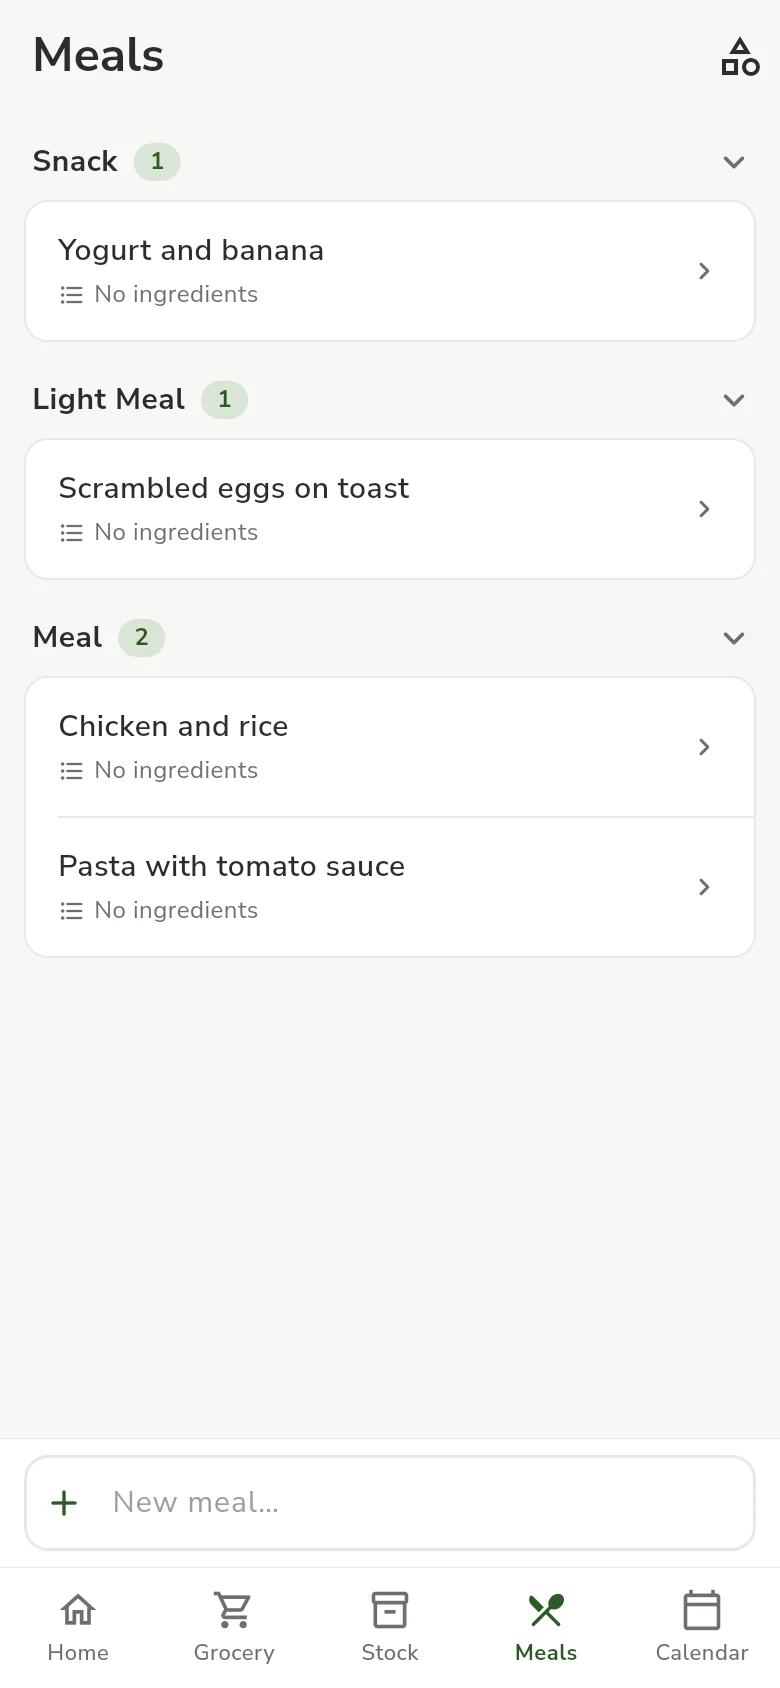 Meals
Snack 1
Yogurt and banana
No ingredients
Light Meal 1
Scrambled eggs on toast
No ingredients
Meal 2
Chicken and rice
No ingredients
Pasta with tomato sauce
No ingredients
New meal...
Home Grocery Stock Meals Calendar